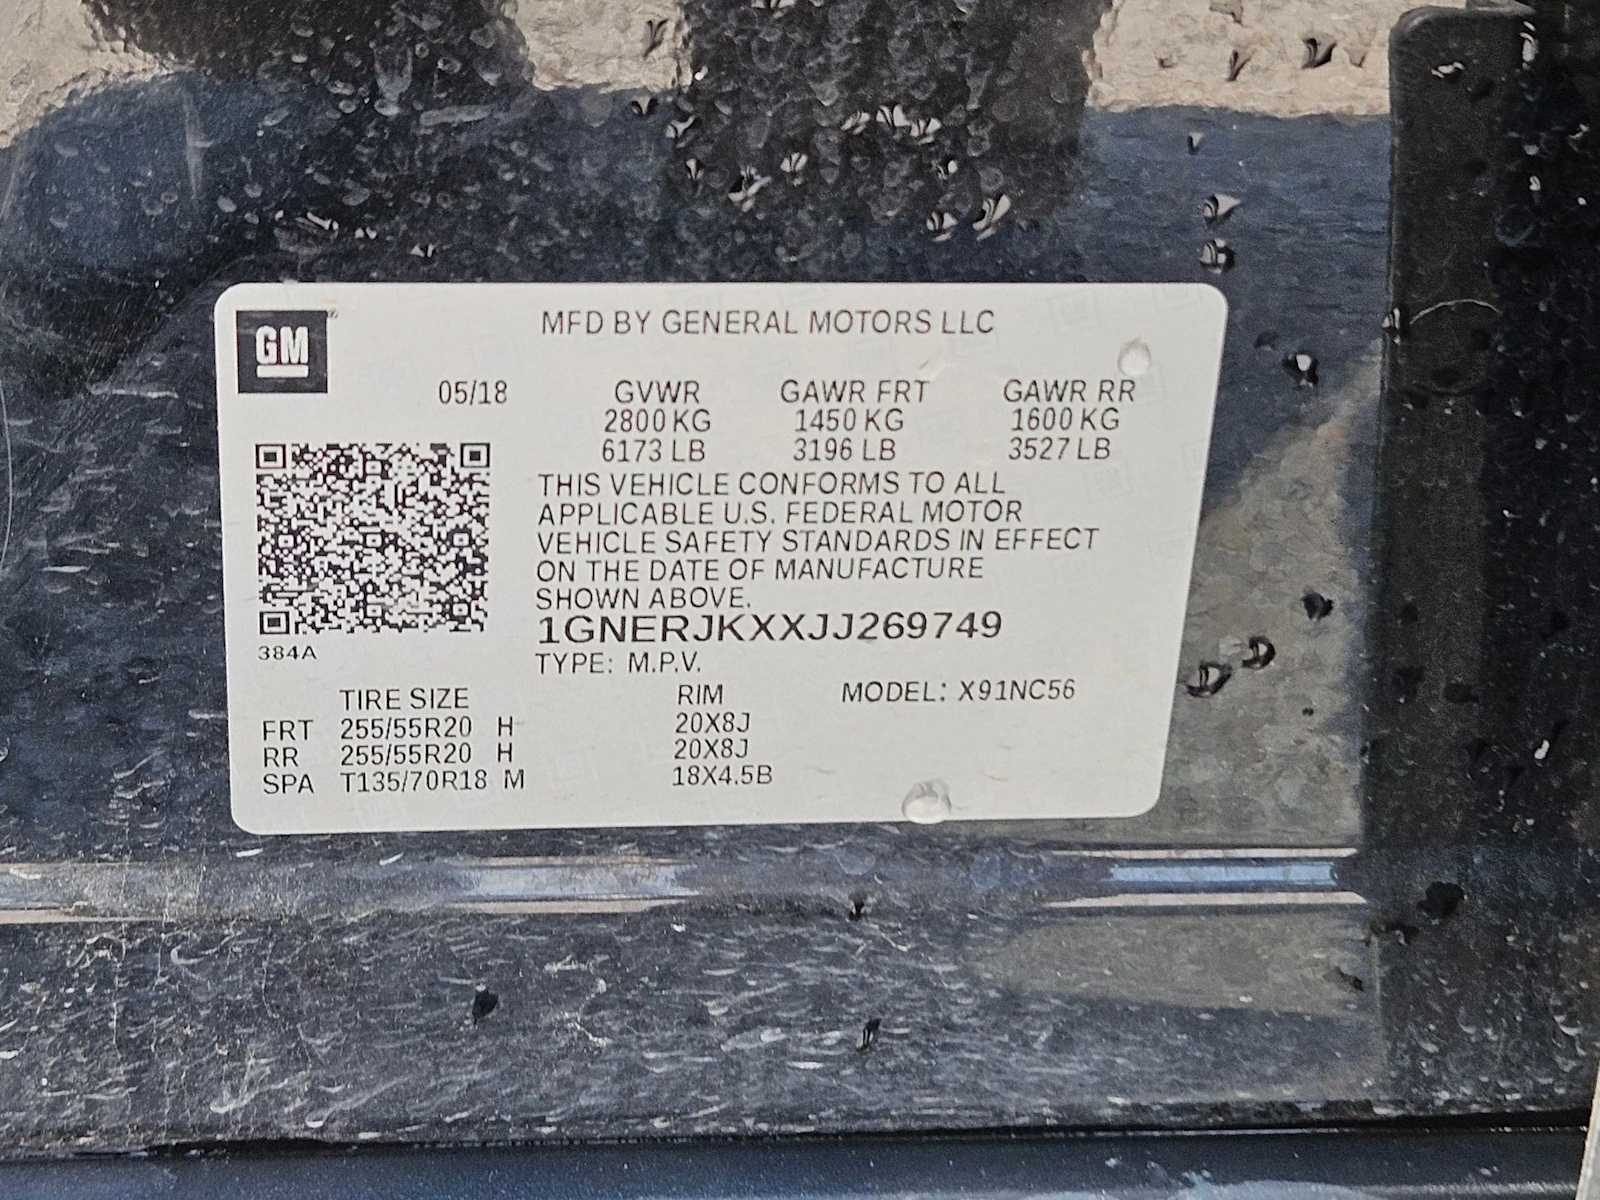 GM
MFD BY GENERAL MOTORS LLC
05/18 GVWR GAWR FRT GAWR RR
2800 KG 1450 KG 1600 KG
6173 LB 3196 LB 3527 LB
THIS VEHICLE CONFORMS TO ALL
APPLICABLE U.S. FEDERAL MOTOR
VEHICLE SAFETY STANDARDS IN EFFECT
ON THE DATE OF MANUFACTURE
SHOWN ABOVE.
1GNERJKXXJJ269749
384A
TYPE: M.P.V.
TIRE SIZE RIM MODEL: X91NC56
FRT 255/55R20 H 20X8J
RR 255/55R20 H 20X8J
SPA T135/70R18 M 18X4.5B